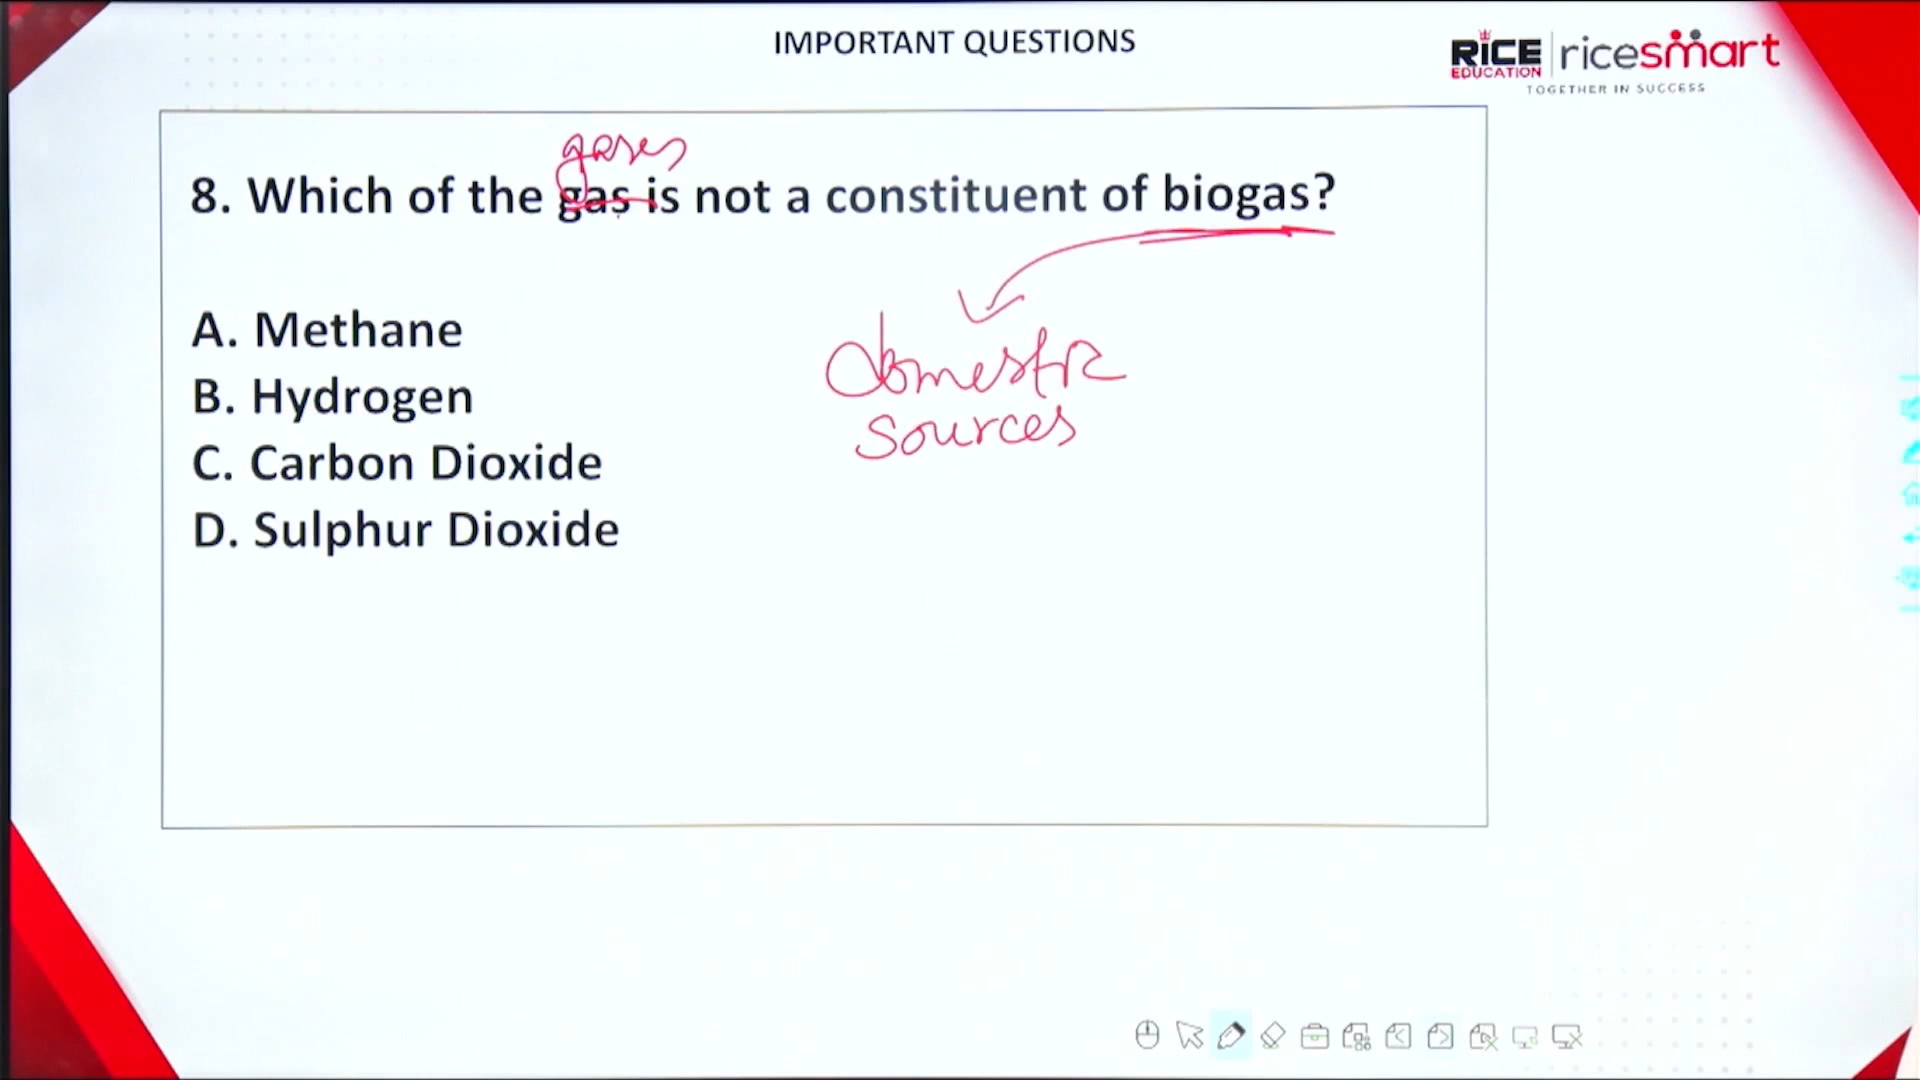 IMPORTANT QUESTIONS
RICE
EDUCATION
ricesmart
TOGETHER IN SUCCESS
gases
8. Which of the gas is not a constituent of biogas?
A. Methane
B. Hydrogen
C. Carbon Dioxide
D. Sulphur Dioxide
domestic
sources